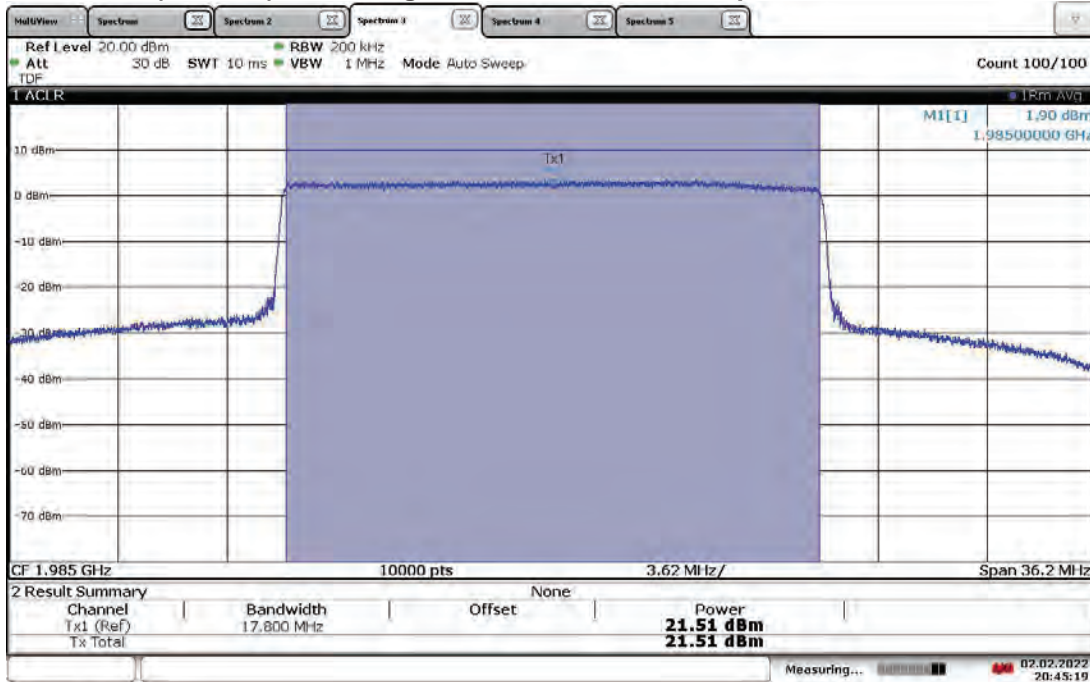 MultiView Spectrum Spectrum 2 Spectrum 3 Spectrum 4 Spectrum 5
Ref Level 20.00 dBm RBW 200 kHz
Att 30 dB SWT 10 ms VBW 1 MHz Mode Auto Sweep Count 100/100
TDF
1 ACLR 1Rm Avg
M1[1] 1.90 dBm
1.98500000 GHz
10 dBm
Tx1
0 dBm
-10 dBm
-20 dBm
-30 dBm
-40 dBm
-50 dBm
-60 dBm
-70 dBm
CF 1.985 GHz 10000 pts 3.62 MHz/ Span 36.2 MHz
2 Result Summary None
Channel Bandwidth Offset Power
Tx1 (Ref) 17.800 MHz 21.51 dBm
Tx Total 21.51 dBm
Measuring... 02.02.2022
20:45:19